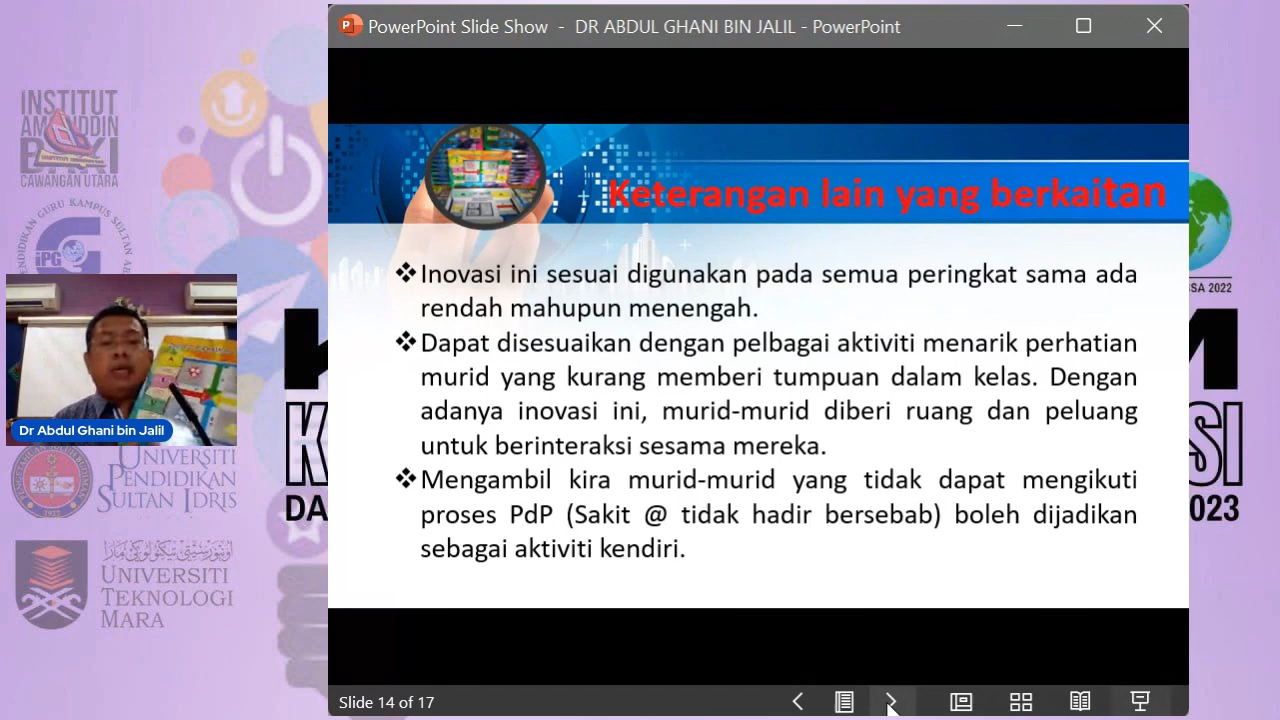 PowerPoint Slide Show - DR ABDUL GHANI BIN JALIL - PowerPoint
INSTITUT
AMINUDDIN
BAKI
CAWANGAN UTARA
IPG
Dr Abdul Ghani bin Jalil
UNIVERSITI
PENDIDIKAN
SULTAN IDRIS
UNIVERSITI
TEKNOLOGI
MARA
Keterangan lain yang berkaitan
❖Inovasi ini sesuai digunakan pada semua peringkat sama ada
rendah mahupun menengah.
❖Dapat disesuaikan dengan pelbagai aktiviti menarik perhatian
murid yang kurang memberi tumpuan dalam kelas. Dengan
adanya inovasi ini, murid-murid diberi ruang dan peluang
untuk berinteraksi sesama mereka.
❖Mengambil kira murid-murid yang tidak dapat mengikuti
proses PdP (Sakit @ tidak hadir bersebab) boleh dijadikan
sebagai aktiviti kendiri.
2022
DA
2023
Slide 14 of 17